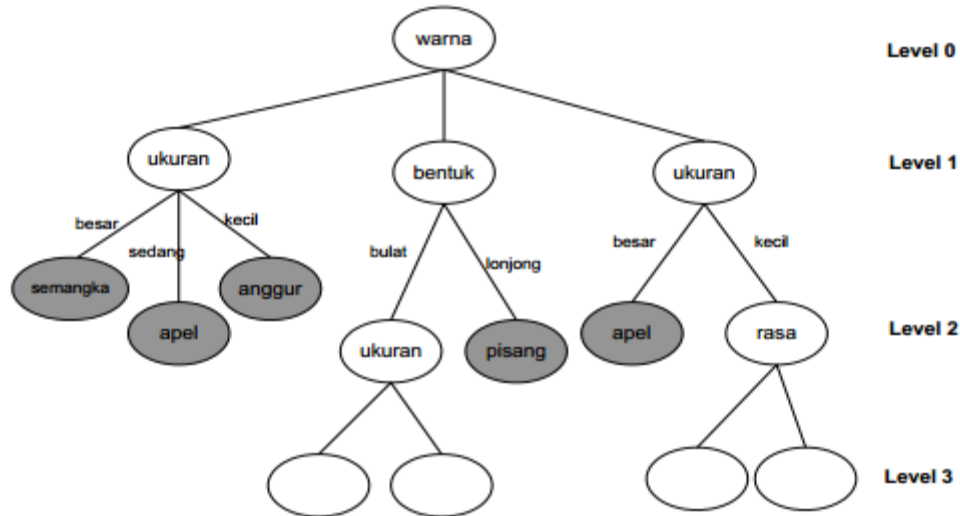 warna
Level 0
ukuran
bentuk
ukuran
Level 1
besar
sedang
kecil
bulat
lonjong
besar
kecil
semangka
apel
anggur
ukuran
pisang
apel
rasa
Level 2
Level 3